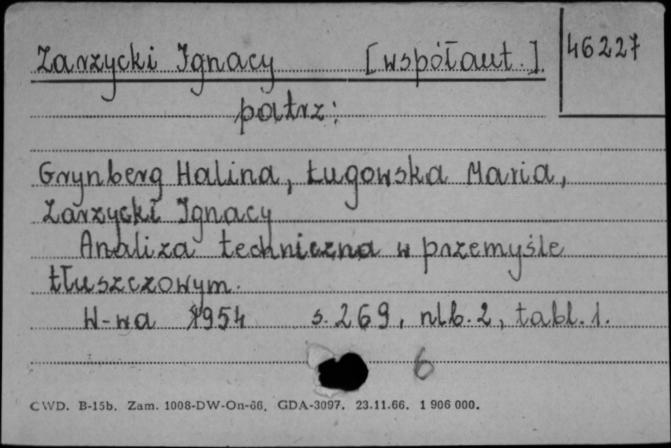 Zarzycki Ignacy [współaut.] 46227
patrz:
Grynberg Halina, Ługowska Maria,
Zarzycki Ignacy
Analiza techniczna w przemyśle
tłuszczowym.
W-wa 1954 s. 269, nlb. 2, tabl. 1.
6
CWD. B-15b. Zam. 1008-DW-On-66. GDA-3097. 23.11.66. 1 906 000.